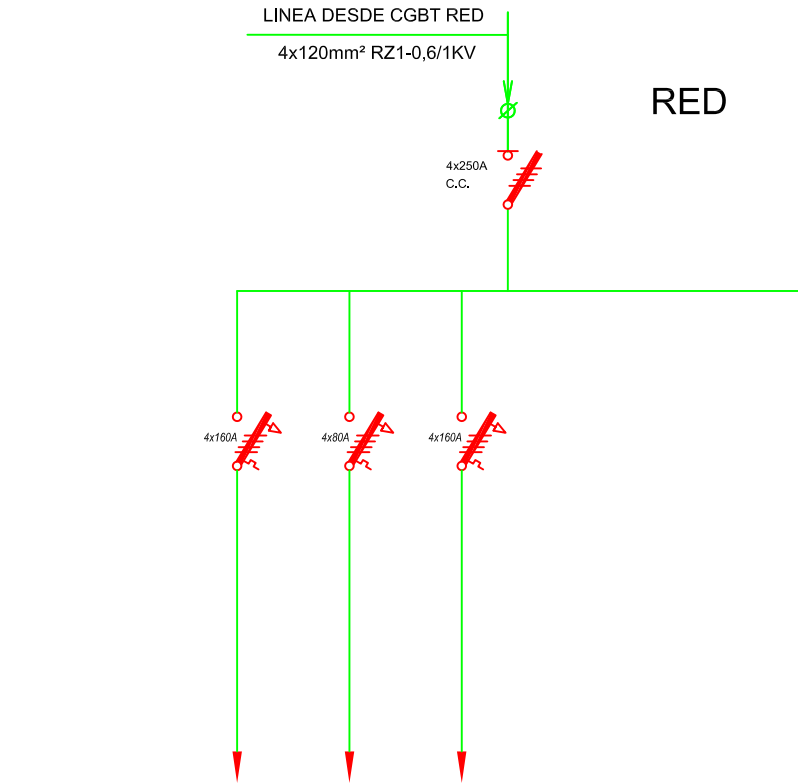 LINEA DESDE CGBT RED
4x120mm² RZ1-0,6/1KV
RED
4x250A
C.C.
4x160A
4x80A
4x160A